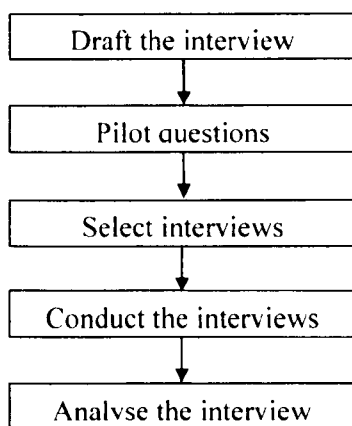 Draft the interview
Pilot questions
Select interviews
Conduct the interviews
Analyse the interview